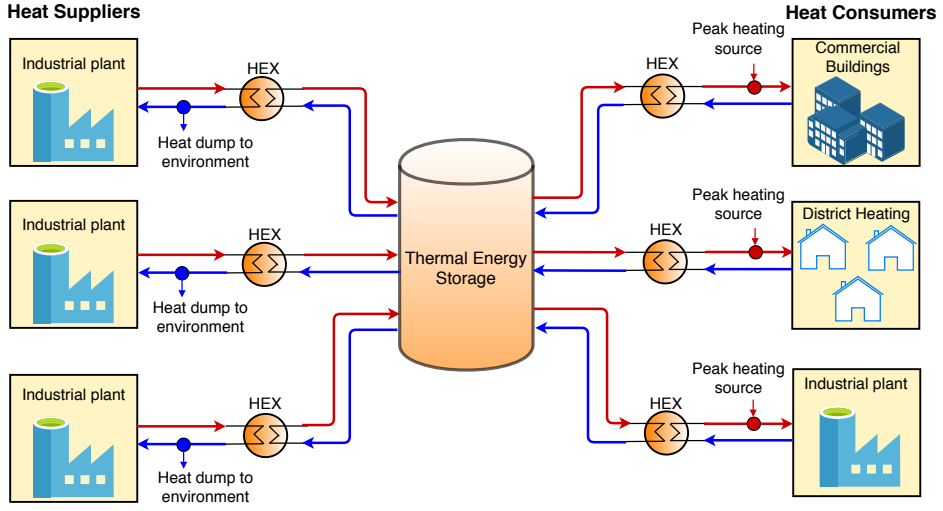 Heat Suppliers
Heat Consumers
Industrial plant
HEX
Heat dump to
environment
Industrial plant
HEX
Heat dump to
environment
Industrial plant
HEX
Heat dump to
environment
Thermal Energy
Storage
HEX
Peak heating
source
Commercial
Buildings
HEX
Peak heating
source
District Heating
HEX
Peak heating
source
Industrial plant